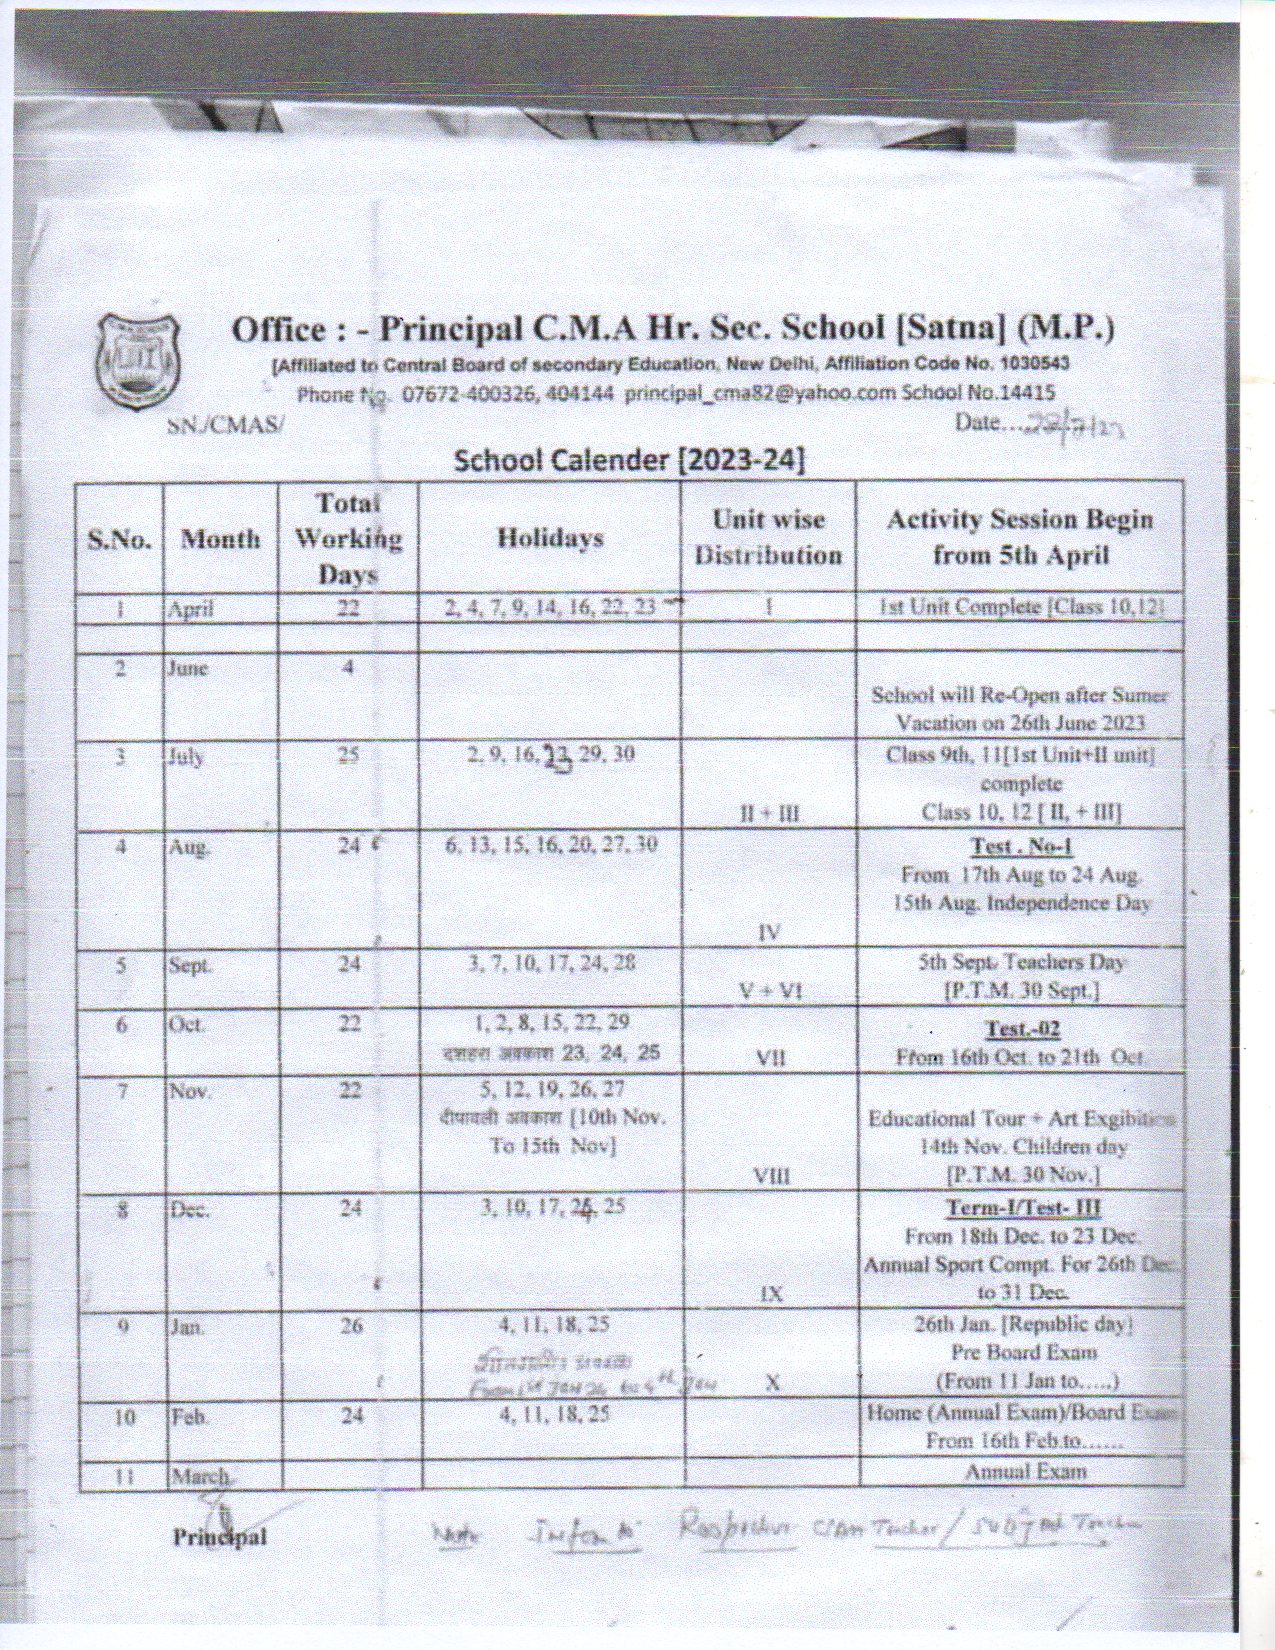 Office : - Principal C.M.A Hr. Sec. School [Satna] (M.P.)
[Affiliated to Central Board of secondary Education, New Delhi, Affiliation Code No. 1030543
Phone No. 07672-400326, 404144 principal_cma82@yahoo.com School No.14415
SN./CMAS/ Date....
School Calender [2023-24]
S.No. Month Total Working Days Holidays Unit wise Distribution Activity Session Begin from 5th April
1 April 22 2, 4, 7, 9, 14, 16, 22, 23 I 1st Unit Complete [Class 10,12]
2 June 4
School will Re-Open after Sumer
Vacation on 26th June 2023
3 July 25 2, 9, 16, 23, 29, 30 Class 9th, 11[1st Unit+II unit]
complete
II + III Class 10, 12 [ II, + III]
4 Aug. 24 6, 13, 15, 16, 20, 27, 30 Test . No-I
From 17th Aug to 24 Aug.
15th Aug. Independence Day
IV
5 Sept. 24 3, 7, 10, 17, 24, 28 5th Sept. Teachers Day
V + VI [P.T.M. 30 Sept.]
6 Oct. 22 1, 2, 8, 15, 22, 29 Test.-02
दशहरा अवकाश 23, 24, 25 VII From 16th Oct. to 21th Oct.
7 Nov. 22 5, 12, 19, 26, 27
दीपावली अवकाश [10th Nov. Educational Tour + Art Exgibition
To 15th Nov] 14th Nov. Children day
VIII [P.T.M. 30 Nov.]
8 Dec. 24 3, 10, 17, 24, 25 Term-I/Test- III
From 18th Dec. to 23 Dec.
Annual Sport Compt. For 26th Dec.
IX to 31 Dec.
9 Jan. 26 4, 11, 18, 25 26th Jan. [Republic day]
Pre Board Exam
From 1st Jan 24 to 4th Jan X (From 11 Jan to.....)
10 Feb. 24 4, 11, 18, 25 Home (Annual Exam)/Board Exam
From 16th Feb.to......
11 March. Annual Exam
Principal Note Respective Class Teacher / Subject Teacher